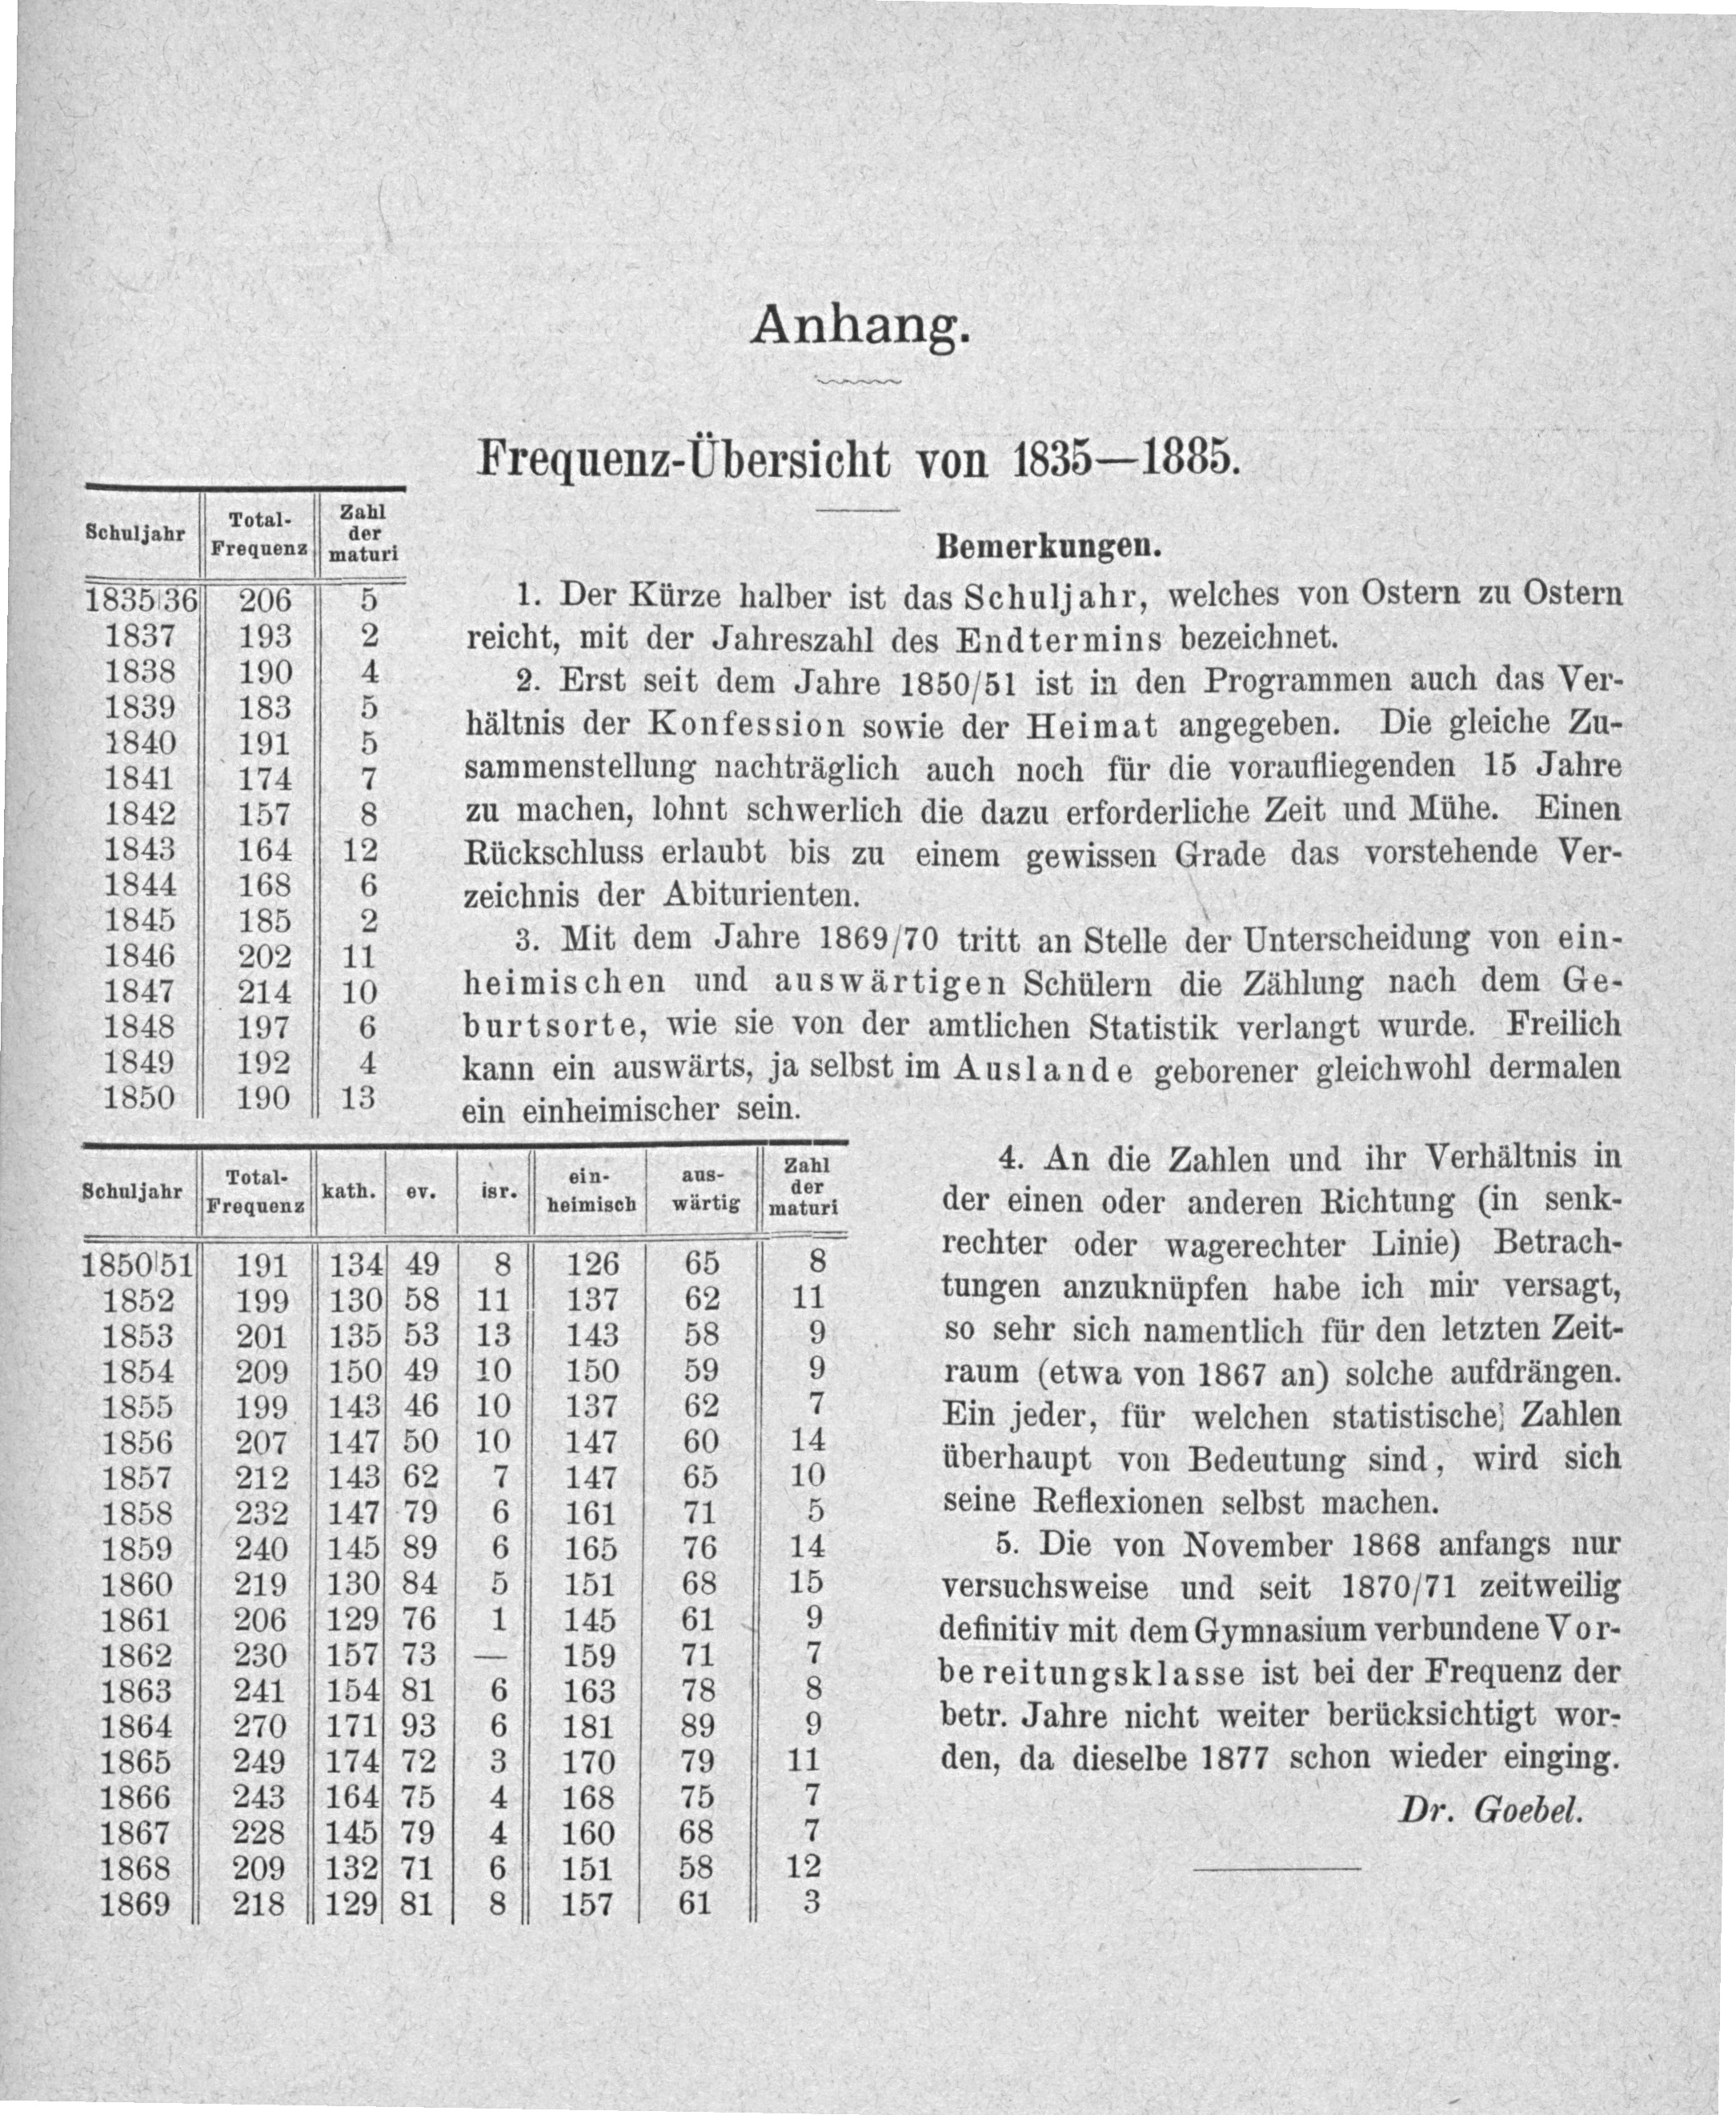 Anhang.
Frequenz-Übersicht von 1835—1885.
Schuljahr Total-Frequenz Zahl der maturi
1835|36 206 5
1837 193 2
1838 190 4
1839 183 5
1840 191 5
1841 174 7
1842 157 8
1843 164 12
1844 168 6
1845 185 2
1846 202 11
1847 214 10
1848 197 6
1849 192 4
1850 190 13
Bemerkungen.
1. Der Kürze halber ist das Schuljahr, welches von Ostern zu Ostern
reicht, mit der Jahreszahl des Endtermins bezeichnet.
2. Erst seit dem Jahre 1850/51 ist in den Programmen auch das Ver-
hältnis der Konfession sowie der Heimat angegeben. Die gleiche Zu-
sammenstellung nachträglich auch noch für die voraufliegenden 15 Jahre
zu machen, lohnt schwerlich die dazu erforderliche Zeit und Mühe. Einen
Rückschluss erlaubt bis zu einem gewissen Grade das vorstehende Ver-
zeichnis der Abiturienten.
3. Mit dem Jahre 1869/70 tritt an Stelle der Unterscheidung von ein-
heimischen und auswärtigen Schülern die Zählung nach dem Ge-
burtsorte, wie sie von der amtlichen Statistik verlangt wurde. Freilich
kann ein auswärts, ja selbst im Auslande geborener gleichwohl dermalen
ein einheimischer sein.
Schuljahr Total-Frequenz kath. ev. isr. ein-heimisch aus-wärtig Zahl der maturi
1850|51 191 134 49 8 126 65 8
1852 199 130 58 11 137 62 11
1853 201 135 53 13 143 58 9
1854 209 150 49 10 150 59 9
1855 199 143 46 10 137 62 7
1856 207 147 50 10 147 60 14
1857 212 143 62 7 147 65 10
1858 232 147 79 6 161 71 5
1859 240 145 89 6 165 76 14
1860 219 130 84 5 151 68 15
1861 206 129 76 1 145 61 9
1862 230 157 73 — 159 71 7
1863 241 154 81 6 163 78 8
1864 270 171 93 6 181 89 9
1865 249 174 72 3 170 79 11
1866 243 164 75 4 168 75 7
1867 228 145 79 4 160 68 7
1868 209 132 71 6 151 58 12
1869 218 129 81 8 157 61 3
4. An die Zahlen und ihr Verhältnis in
der einen oder anderen Richtung (in senk-
rechter oder wagerechter Linie) Betrach-
tungen anzuknüpfen habe ich mir versagt,
so sehr sich namentlich für den letzten Zeit-
raum (etwa von 1867 an) solche aufdrängen.
Ein jeder, für welchen statistische Zahlen
überhaupt von Bedeutung sind, wird sich
seine Reflexionen selbst machen.
5. Die von November 1868 anfangs nur
versuchsweise und seit 1870/71 zeitweilig
definitiv mit dem Gymnasium verbundene Vor-
bereitungsklasse ist bei der Frequenz der
betr. Jahre nicht weiter berücksichtigt wor-
den, da dieselbe 1877 schon wieder einging.
Dr. Goebel.